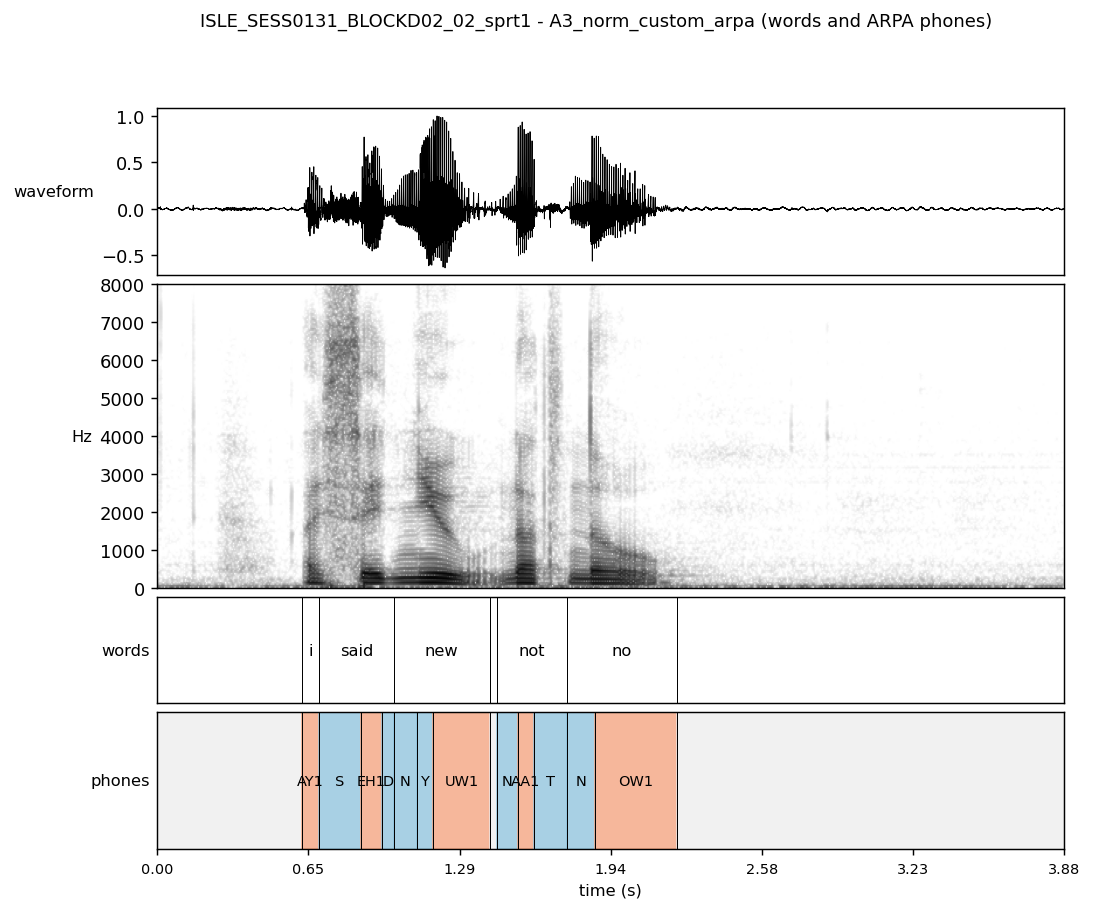 ISLE_SESS0131_BLOCKD02_02_sprt1 - A3_norm_custom_arpa (words and ARPA phones)
waveform
1.0
0.5
0.0
−0.5
Hz
8000
7000
6000
5000
4000
3000
2000
1000
0
words
i said new not no
phones
AY1 S EH1 D N Y UW1 N AA1 T N OW1
0.00 0.65 1.29 1.94 2.58 3.23 3.88
time (s)